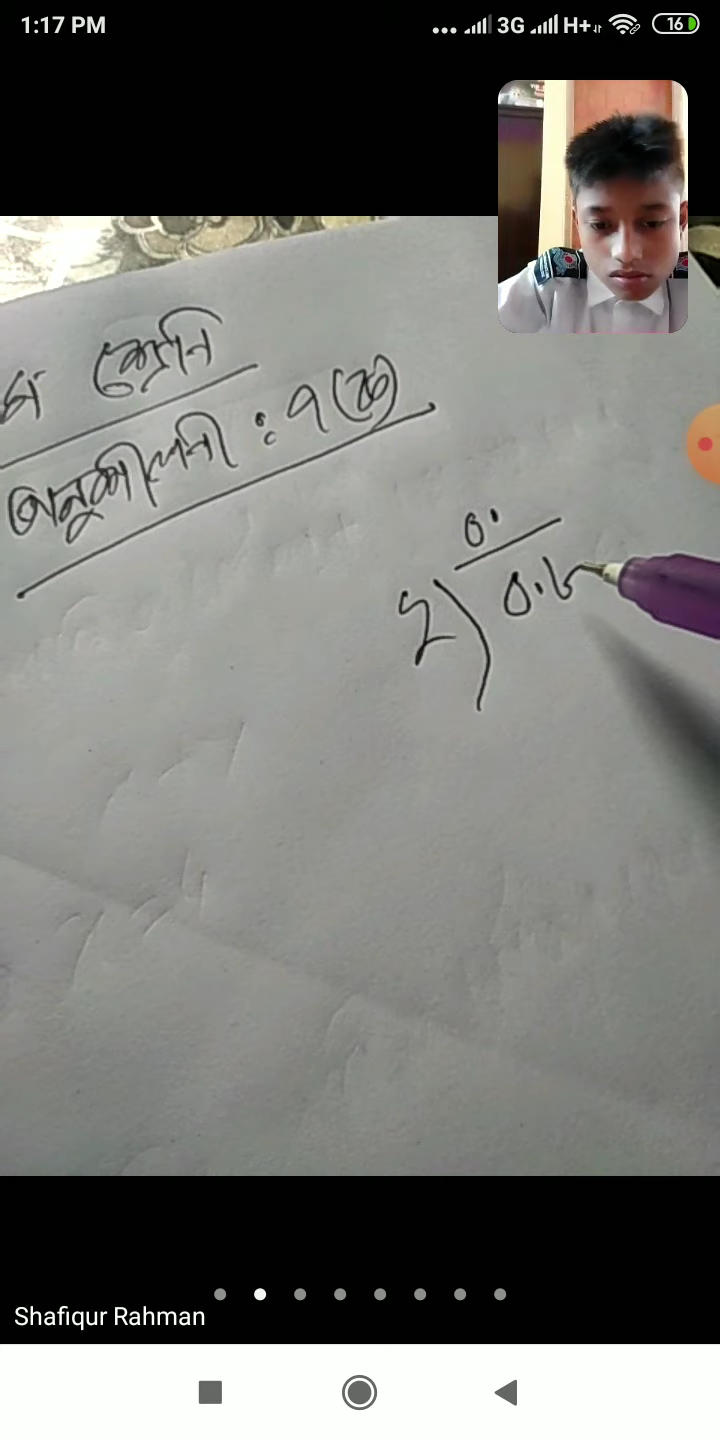 1:17 PM
3G H+ 16
ম শ্রেনি
অনুশীলনী : ৭ (ক)
০.
২) ০.৮
Shafiqur Rahman